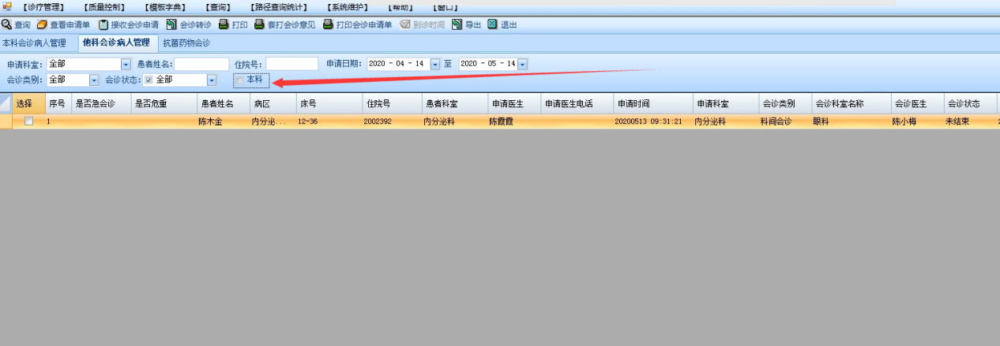 【诊疗管理】 【质量控制】 【模板字典】 【查询】 【路径查询统计】 【系统维护】 【帮助】 【窗口】
查询 查看申请单 接收会诊申请 会诊转诊 打印 套打会诊意见 打印会诊申请单 到诊时间 导出 退出
本科会诊病人管理 他科会诊病人管理 抗菌药物会诊
申请科室: 全部 患者姓名: 住院号: 申请日期: 2020 - 04 - 14 至 2020 - 05 - 14
会诊类别: 全部 会诊状态: 全部 本科
选择 序号 是否急会诊 是否危重 患者姓名 病区 床号 住院号 患者科室 申请医生 申请医生电话 申请时间 申请科室 会诊类别 会诊科室名称 会诊医生 会诊状态
1 陈木金 内分泌... 12-36 2002392 内分泌科 陈霞霞 20200513 09:31:21 内分泌科 科间会诊 眼科 陈小梅 未结束